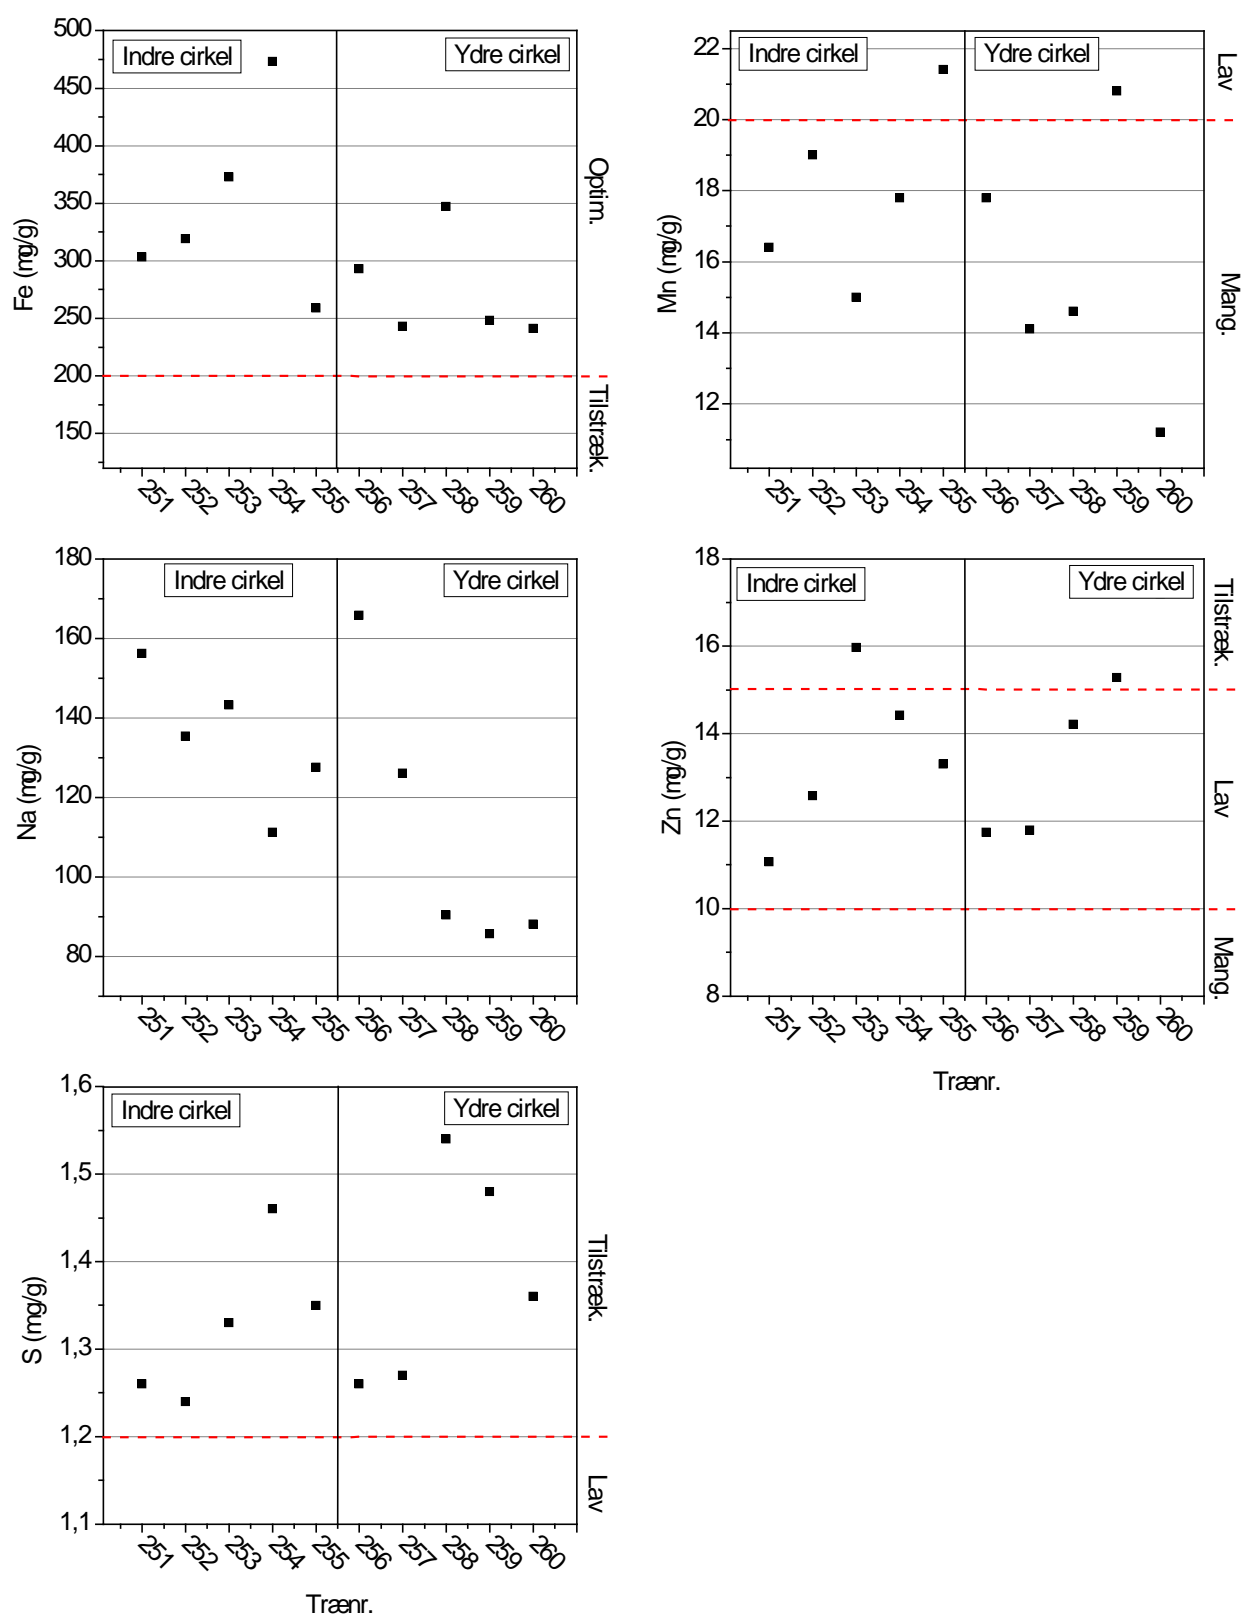 500
450
400
350
300
250
200
150
Fe (mg/g)
Indre cirkel
Ydre cirkel
Optim.
Tilstræk.
251 252 253 254 255 256 257 258 259 260
22
20
18
16
14
12
Mn (mg/g)
Indre cirkel
Ydre cirkel
Lav
Mang.
251 252 253 254 255 256 257 258 259 260
180
160
140
120
100
80
Na (mg/g)
Indre cirkel
Ydre cirkel
251 252 253 254 255 256 257 258 259 260
18
16
14
12
10
8
Zn (mg/g)
Indre cirkel
Ydre cirkel
Tilstræk.
Lav
Mang.
251 252 253 254 255 256 257 258 259 260
Trænr.
1,6
1,5
1,4
1,3
1,2
1,1
S (mg/g)
Indre cirkel
Ydre cirkel
Tilstræk.
Lav
251 252 253 254 255 256 257 258 259 260
Trænr.